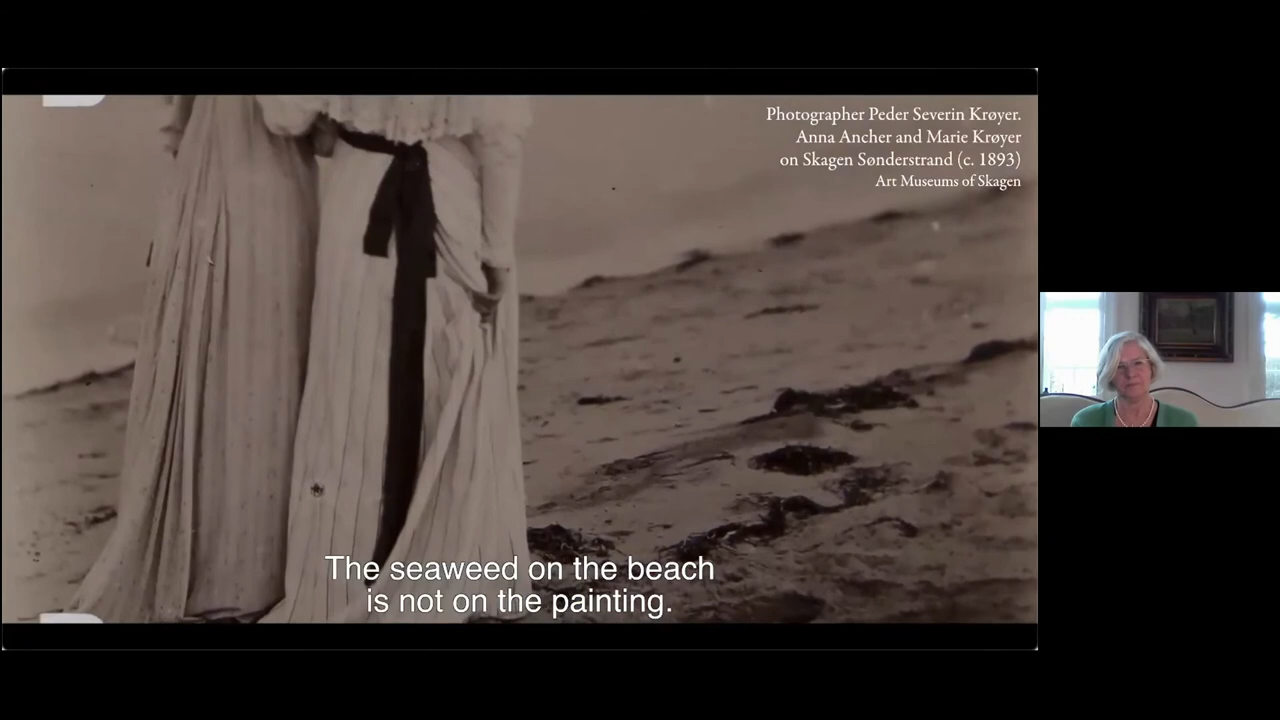 Photographer Peder Severin Krøyer.
Anna Ancher and Marie Krøyer
on Skagen Sønderstrand (c. 1893)
Art Museums of Skagen
The seaweed on the beach
is not on the painting.